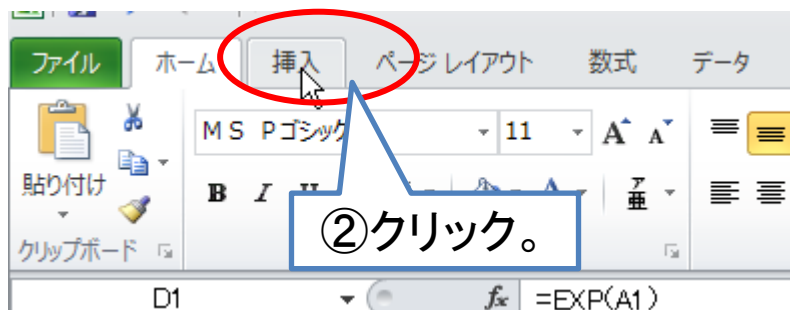 ファイル ホーム 挿入 ページ レイアウト 数式 データ
ＭＳ Ｐゴシック 11 A A
貼り付け B I U A ア亜
②クリック。
クリップボード
D1 fx =EXP(A1)